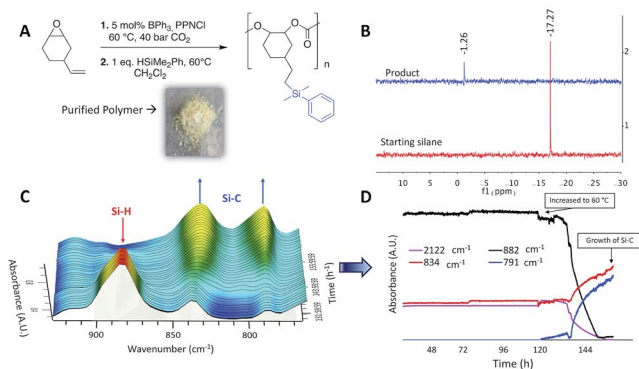 A
1. 5 mol% BPh3, PPNCl
60 °C, 40 bar CO2
2. 1 eq. HSiMe2Ph, 60°C
CH2Cl2
O
O
O
O
n
Si
Purified Polymer →
B
-1.26
-17.27
Product
Starting silane
2
1
10 5 0 -5 -10 -15 -20 -25 -30
f1 (ppm)
C
Si-H
Si-C
Absorbance (A.U.)
Time (h-1)
900 850 800
Wavenumber (cm-1)
D
Increased to 60 °C
Growth of Si-C
2122 cm-1 882 cm-1
834 cm-1 791 cm-1
Absorbance (A.U.)
48 72 96 120 144
Time (h)